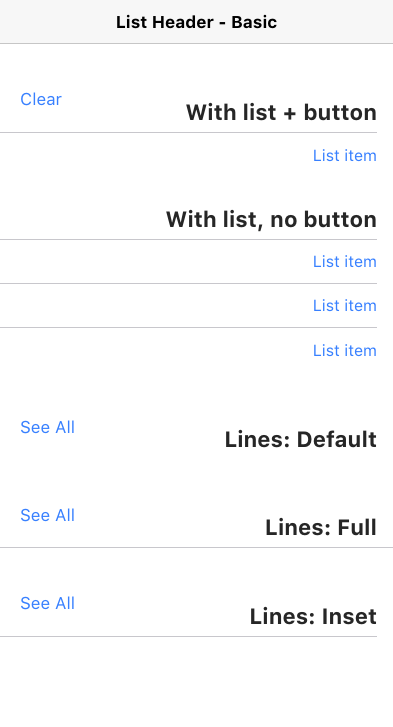 List Header - Basic
With list + button
Clear
List item
With list, no button
List item
List item
List item
Lines: Default
See All
Lines: Full
See All
Lines: Inset
See All